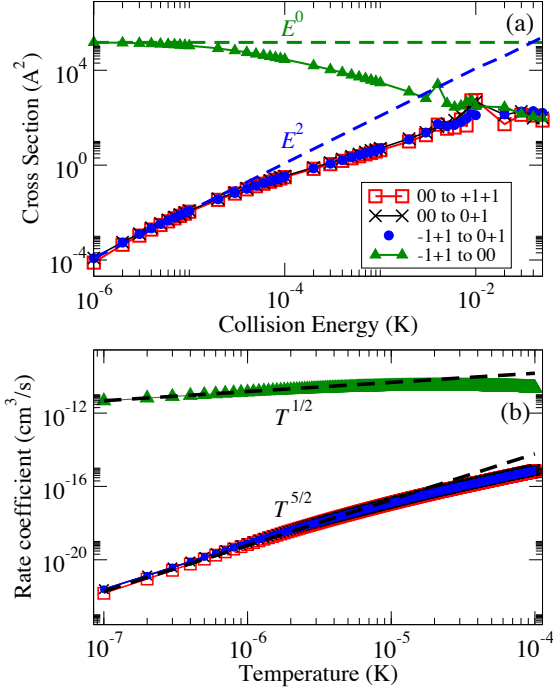 (a)
E^0
E^2
Cross Section (A^2)
10^4
10^0
10^-4
00 to +1+1
00 to 0+1
-1+1 to 0+1
-1+1 to 00
10^-6
10^-4
10^-2
Collision Energy (K)
(b)
T^1/2
T^5/2
Rate coefficient (cm^3/s)
10^-12
10^-16
10^-20
10^-7
10^-6
10^-5
10^-4
Temperature (K)